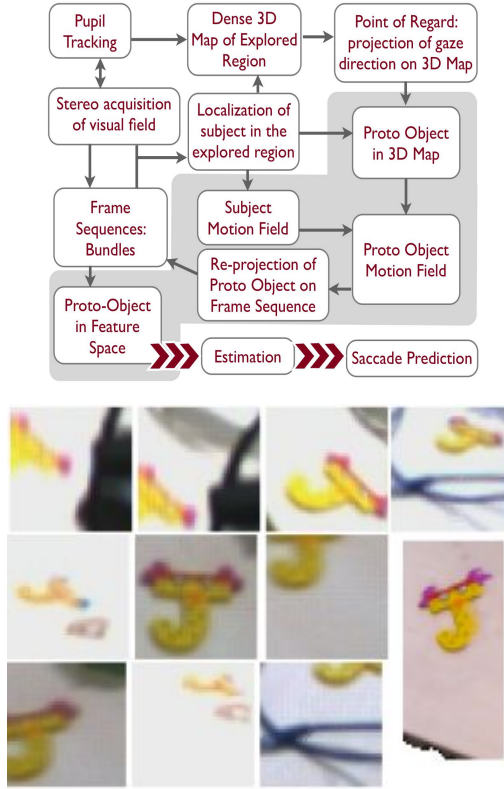 Pupil
Tracking
Dense 3D
Map of Explored
Region
Point of Regard:
projection of gaze
direction on 3D Map
Stereo acquisition
of visual field
Localization of
subject in the
explored region
Proto Object
in 3D Map
Frame
Sequences:
Bundles
Subject
Motion Field
Proto Object
Motion Field
Re-projection of
Proto Object on
Frame Sequence
Proto-Object
in Feature
Space
Estimation
Saccade Prediction